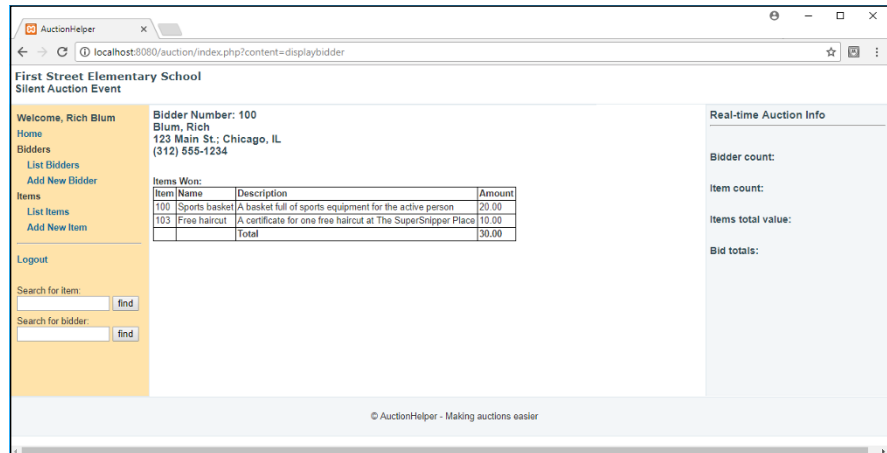 AuctionHelper
localhost:8080/auction/index.php?content=displaybidder
First Street Elementary School
Silent Auction Event
Welcome, Rich Blum
Home
Bidders
List Bidders
Add New Bidder
Items
List Items
Add New Item
Logout
Search for item:
find
Search for bidder:
find
Bidder Number: 100
Blum, Rich
123 Main St.; Chicago, IL
(312) 555-1234
Items Won:
Item Name Description Amount
100 Sports basket A basket full of sports equipment for the active person 20.00
103 Free haircut A certificate for one free haircut at The SuperSnipper Place 10.00
Total 30.00
Real-time Auction Info
Bidder count:
Item count:
Items total value:
Bid totals:
© AuctionHelper - Making auctions easier